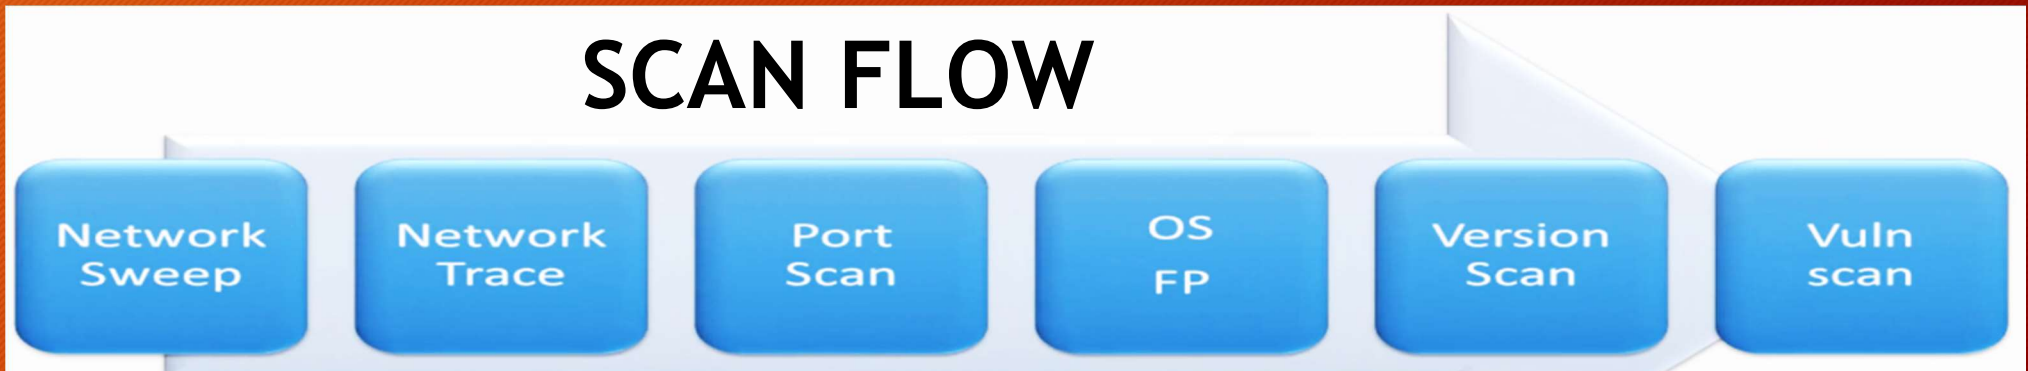 SCAN FLOW
Network
Sweep
Network
Trace
Port
Scan
OS
FP
Version
Scan
Vuln
scan